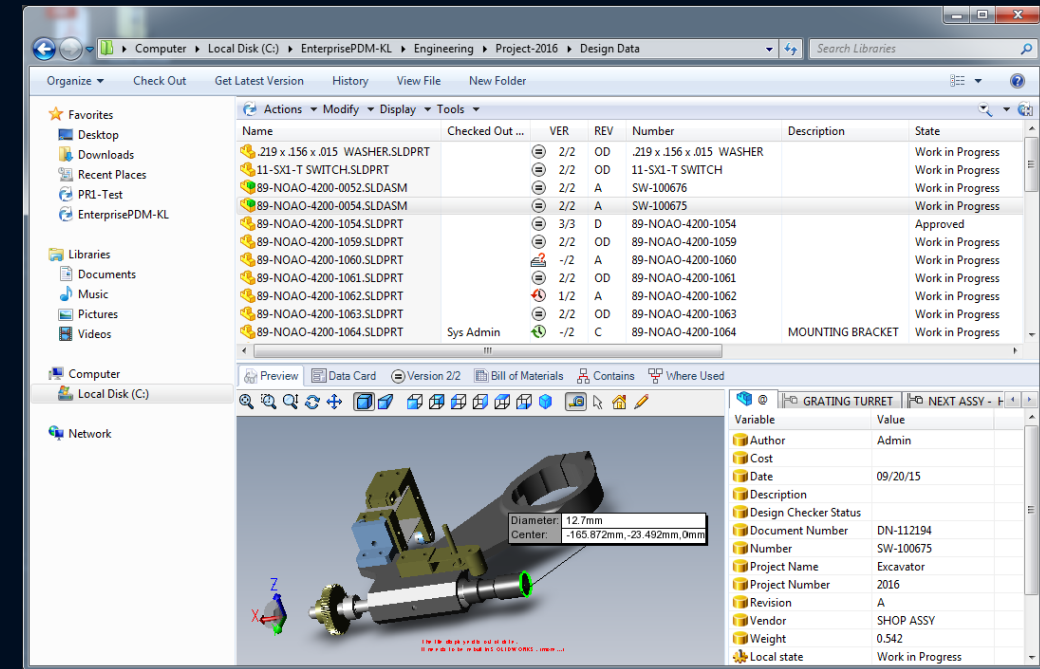 Computer Local Disk (C:) EnterprisePDM-KL Engineering Project-2016 Design Data Search Libraries
Organize Check Out Get Latest Version History View File New Folder
Favorites
Desktop
Downloads
Recent Places
PR1-Test
EnterprisePDM-KL
Libraries
Documents
Music
Pictures
Videos
Computer
Local Disk (C:)
Network
Actions Modify Display Tools
Name Checked Out ... VER REV Number Description State
.219 x .156 x .015 WASHER.SLDPRT 2/2 OD .219 x .156 x .015 WASHER Work in Progress
11-SX1-T SWITCH.SLDPRT 2/2 OD 11-SX1-T SWITCH Work in Progress
89-NOAO-4200-0052.SLDASM 2/2 A SW-100676 Work in Progress
89-NOAO-4200-0054.SLDASM 2/2 A SW-100675 Work in Progress
89-NOAO-4200-1054.SLDPRT 3/3 D 89-NOAO-4200-1054 Approved
89-NOAO-4200-1059.SLDPRT 2/2 OD 89-NOAO-4200-1059 Work in Progress
89-NOAO-4200-1060.SLDPRT -/2 A 89-NOAO-4200-1060 Work in Progress
89-NOAO-4200-1061.SLDPRT 2/2 OD 89-NOAO-4200-1061 Work in Progress
89-NOAO-4200-1062.SLDPRT 1/2 A 89-NOAO-4200-1062 Work in Progress
89-NOAO-4200-1063.SLDPRT 2/2 OD 89-NOAO-4200-1063 Work in Progress
89-NOAO-4200-1064.SLDPRT Sys Admin -/2 C 89-NOAO-4200-1064 MOUNTING BRACKET Work in Progress
Preview Data Card Version 2/2 Bill of Materials Contains Where Used
Diameter: 12.7mm
Center: -165.872mm,-23.492mm,0mm
Z
X
@ GRATING TURRET NEXT ASSY - H
Variable Value
Author Admin
Cost
Date 09/20/15
Description
Design Checker Status
Document Number DN-112194
Number SW-100675
Project Name Excavator
Project Number 2016
Revision A
Vendor SHOP ASSY
Weight 0.542
Local state Work in Progress